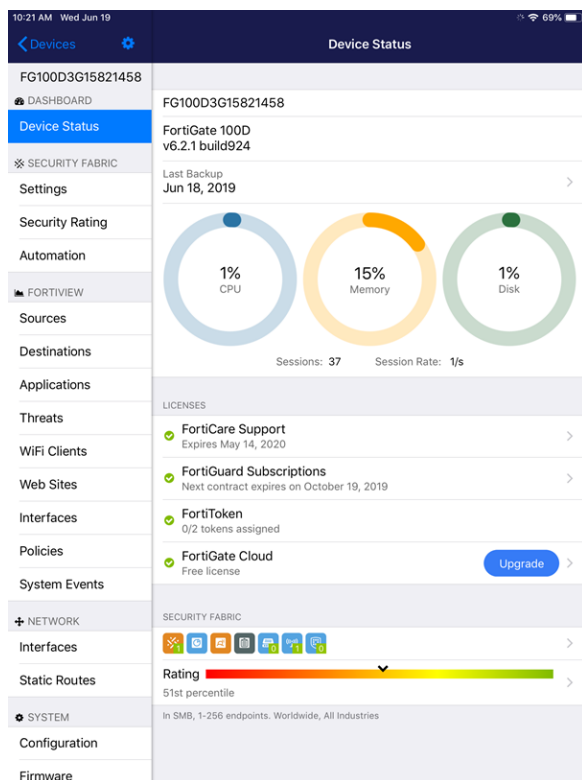 10:21 AM Wed Jun 19
69%
Devices
Device Status
FG100D3G15821458
DASHBOARD
Device Status
SECURITY FABRIC
Settings
Security Rating
Automation
FORTIVIEW
Sources
Destinations
Applications
Threats
WiFi Clients
Web Sites
Interfaces
Policies
System Events
NETWORK
Interfaces
Static Routes
SYSTEM
Configuration
Firmware
FG100D3G15821458
FortiGate 100D
v6.2.1 build924
Last Backup
Jun 18, 2019
1%
CPU
15%
Memory
1%
Disk
Sessions: 37 Session Rate: 1/s
LICENSES
FortiCare Support
Expires May 14, 2020
FortiGuard Subscriptions
Next contract expires on October 19, 2019
FortiToken
0/2 tokens assigned
FortiGate Cloud
Free license
Upgrade
SECURITY FABRIC
1
0
1
0
Rating
51st percentile
In SMB, 1-256 endpoints. Worldwide, All Industries